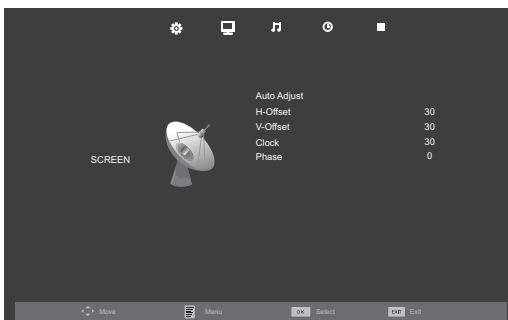 Auto Adjust
H-Offset 30
V-Offset 30
Clock 30
Phase 0
SCREEN
Move Menu OK Select EXIT Exit